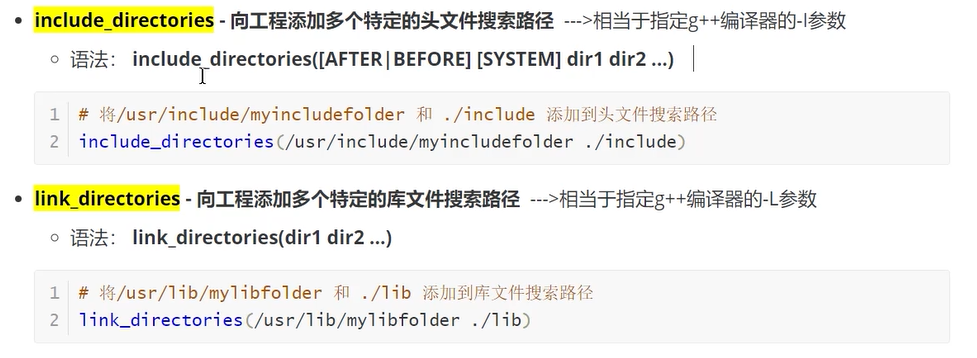 include_directories - 向工程添加多个特定的头文件搜索路径 --->相当于指定g++编译器的-I参数
语法： include_directories([AFTER|BEFORE] [SYSTEM] dir1 dir2 ...)
1 # 将/usr/include/myincludefolder 和 ./include 添加到头文件搜索路径
2 include_directories(/usr/include/myincludefolder ./include)
link_directories - 向工程添加多个特定的库文件搜索路径 --->相当于指定g++编译器的-L参数
语法： link_directories(dir1 dir2 ...)
1 # 将/usr/lib/mylibfolder 和 ./lib 添加到库文件搜索路径
2 link_directories(/usr/lib/mylibfolder ./lib)